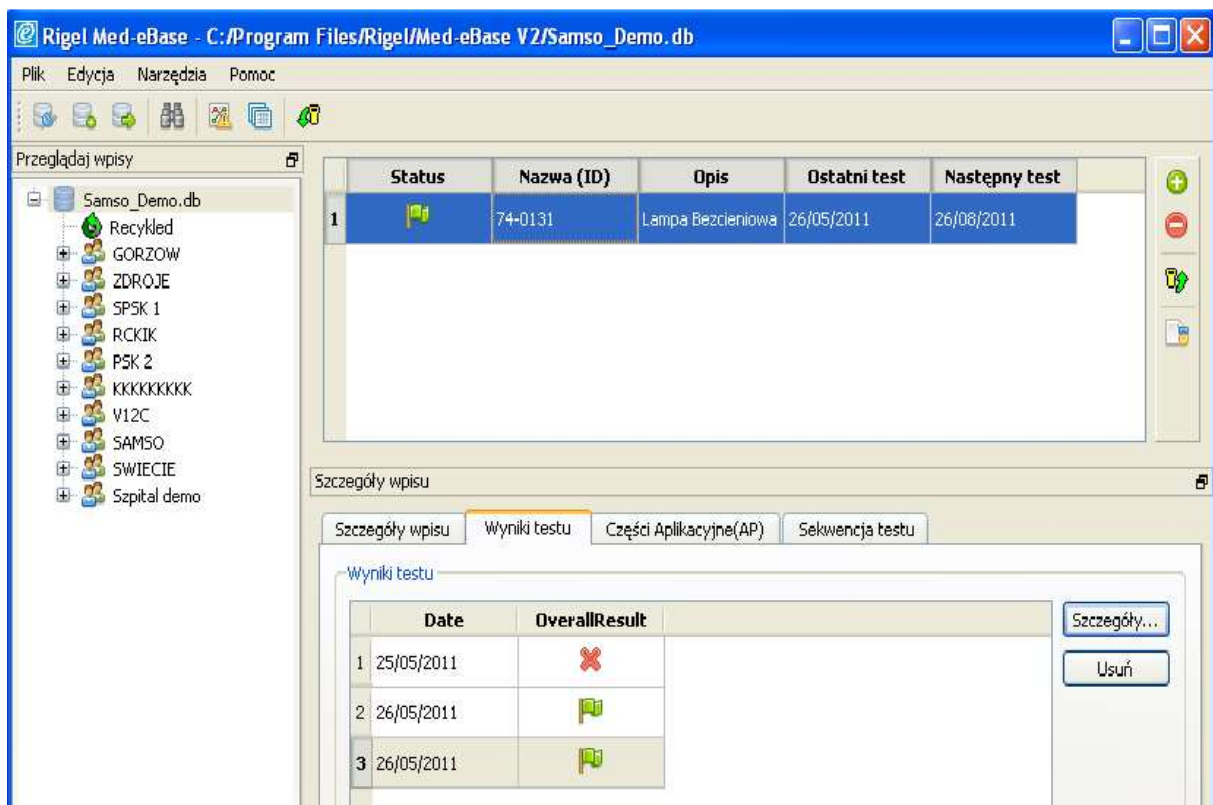 Rigel Med-eBase - C:/Program Files/Rigel/Med-eBase V2/Samso_Demo.db
Plik Edycja Narzędzia Pomoc
Przeglądaj wpisy
Samso_Demo.db
Recykled
GORZOW
ZDROJE
SPSK 1
RCKIK
PSK 2
KKKKKKKKK
V12C
SAMSO
SWIECIE
Szpital demo
Status Nazwa (ID) Opis Ostatni test Następny test
1 74-0131 Lampa Bezcieniowa 26/05/2011 26/08/2011
Szczegóły wpisu
Szczegóły wpisu Wyniki testu Części Aplikacyjne(AP) Sekwencja testu
Wyniki testu
Date OverallResult
1 25/05/2011
2 26/05/2011
3 26/05/2011
Szczegóły...
Usuń